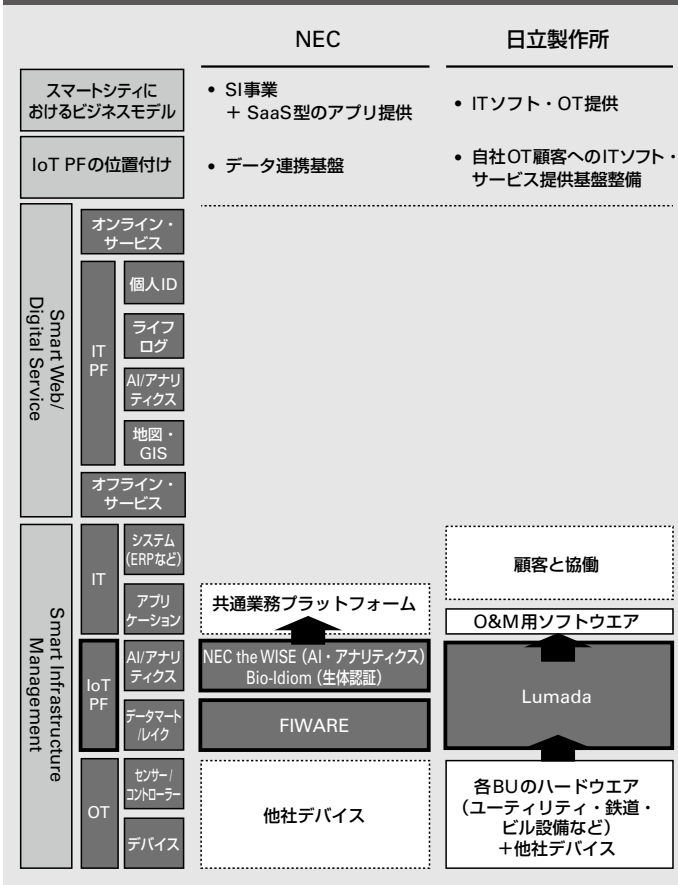 NEC
日立製作所
スマートシティに
おけるビジネスモデル
• SI事業
+ SaaS型のアプリ提供
• ITソフト・OT提供
IoT PFの位置付け
• データ連携基盤
• 自社OT顧客へのITソフト・
サービス提供基盤整備
Smart Web/
Digital Service
オンライン・
サービス
IT
PF
個人ID
ライフ
ログ
AI/アナリ
ティクス
地図・
GIS
オフライン・
サービス
Smart Infrastructure
Management
IT
システム
(ERPなど)
アプリ
ケーション
IoT
PF
AI/アナリ
ティクス
データマート
/レイク
OT
センサー/
コントローラー
デバイス
共通業務プラットフォーム
NEC the WISE(AI・アナリティクス)
Bio-Idiom(生体認証)
FIWARE
他社デバイス
顧客と協働
O&M用ソフトウエア
Lumada
各BUのハードウエア
(ユーティリティ・鉄道・
ビル設備など)
+他社デバイス